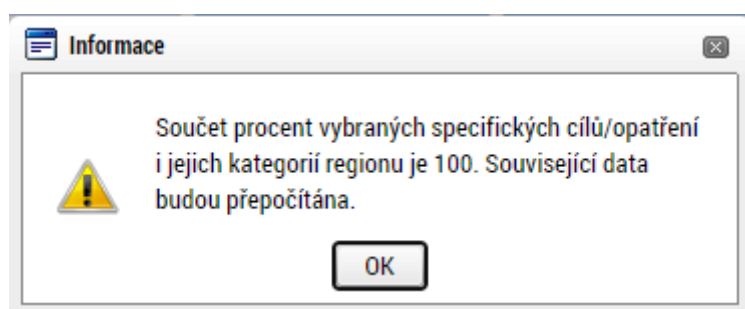 Informace
Součet procent vybraných specifických cílů/opatření
i jejich kategorií regionu je 100. Související data
budou přepočítána.
OK